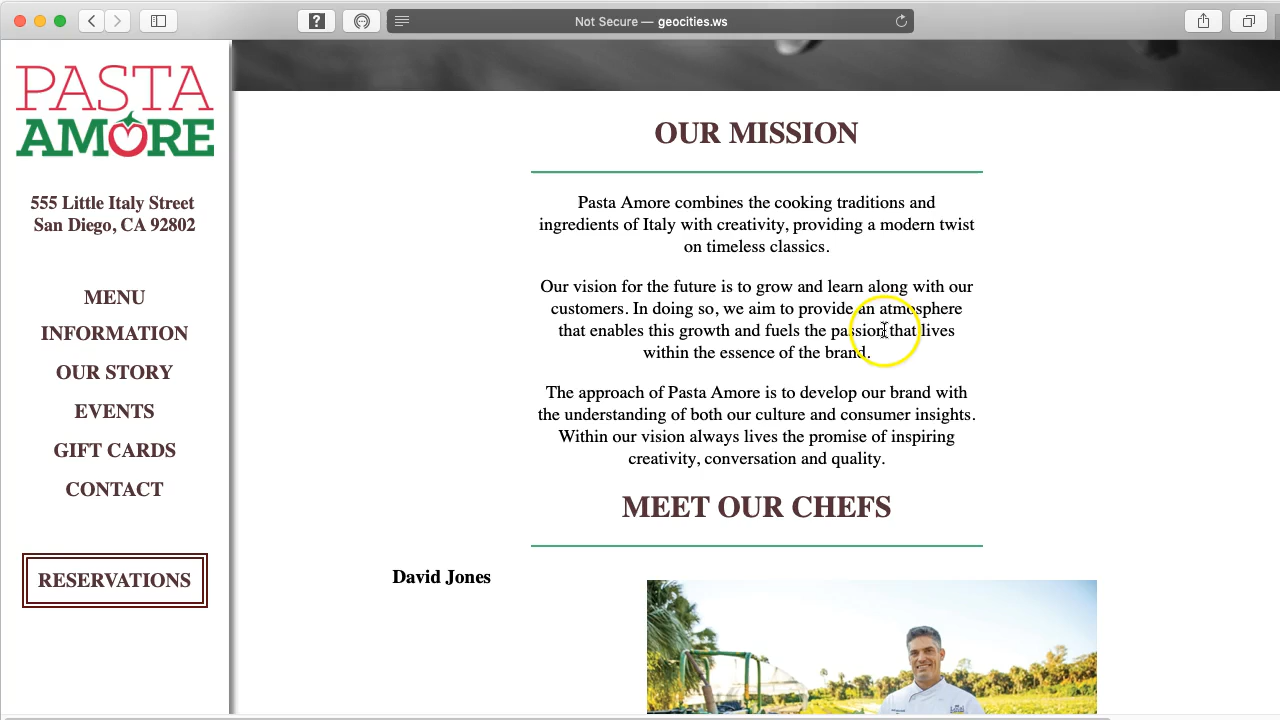 Not Secure — geocities.ws
PASTA
AMORE
555 Little Italy Street
San Diego, CA 92802
MENU
INFORMATION
OUR STORY
EVENTS
GIFT CARDS
CONTACT
RESERVATIONS
OUR MISSION
Pasta Amore combines the cooking traditions and
ingredients of Italy with creativity, providing a modern twist
on timeless classics.
Our vision for the future is to grow and learn along with our
customers. In doing so, we aim to provide an atmosphere
that enables this growth and fuels the passion that lives
within the essence of the brand.
The approach of Pasta Amore is to develop our brand with
the understanding of both our culture and consumer insights.
Within our vision always lives the promise of inspiring
creativity, conversation and quality.
MEET OUR CHEFS
David Jones